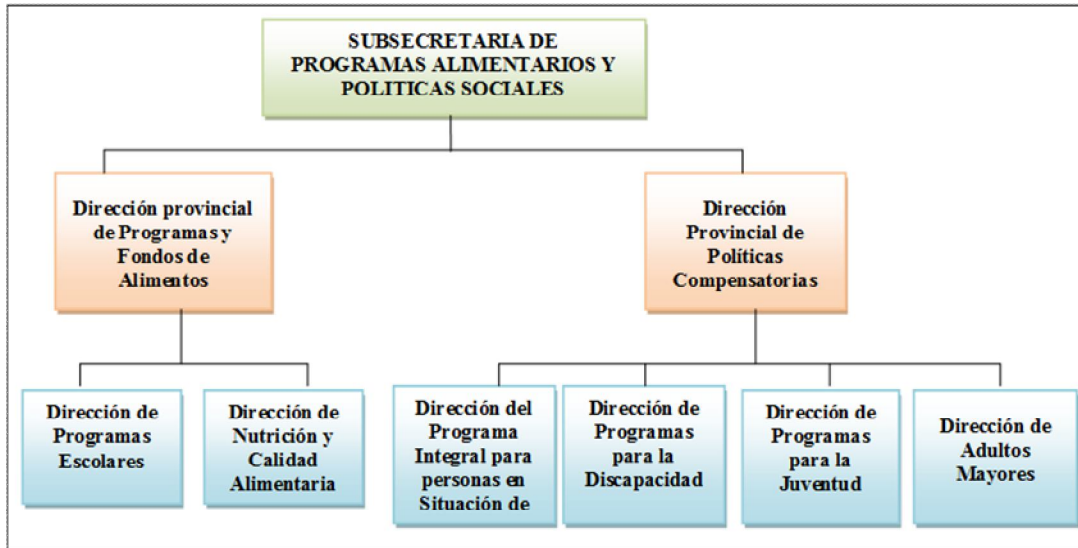 SUBSECRETARIA DE
PROGRAMAS ALIMENTARIOS Y
POLITICAS SOCIALES
Dirección provincial
de Programas y
Fondos de
Alimentos
Dirección
Provincial de
Políticas
Compensatorias
Dirección de
Programas
Escolares
Dirección de
Nutrición y
Calidad
Alimentaria
Dirección del
Programa
Integral para
personas en
Situación de
Dirección de
Programas
para la
Discapacidad
Dirección de
Programas
para la
Juventud
Dirección de
Adultos
Mayores